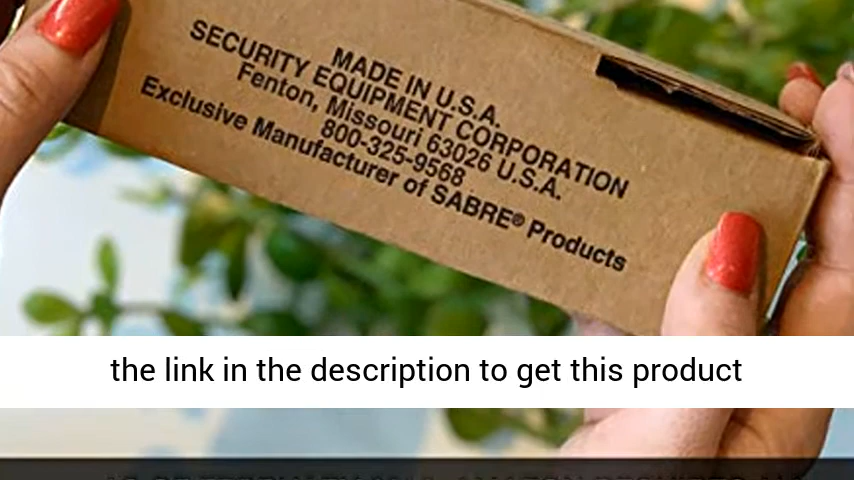 MADE IN U.S.A.
SECURITY EQUIPMENT CORPORATION
Fenton, Missouri 63026 U.S.A.
800-325-9568
Exclusive Manufacturer of SABRE® Products
the link in the description to get this product